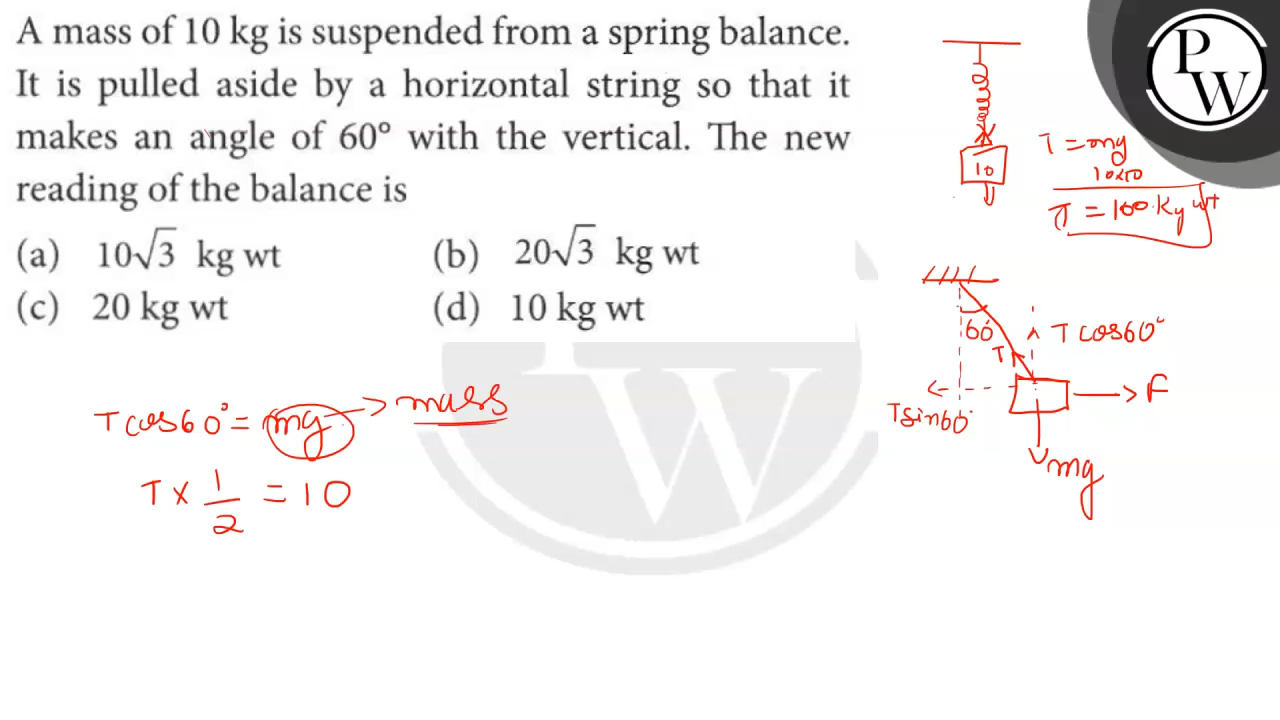 A mass of 10 kg is suspended from a spring balance.
It is pulled aside by a horizontal string so that it
makes an angle of 60° with the vertical. The new
reading of the balance is
(a) 10√3 kg wt
(b) 20√3 kg wt
(c) 20 kg wt
(d) 10 kg wt
T cos60° = mg → mass
T × 1/2 = 10
P
W
10
T = mg
10×10
T = 100 Kg wt
60°
T
T cos60°
F
T sin60°
mg